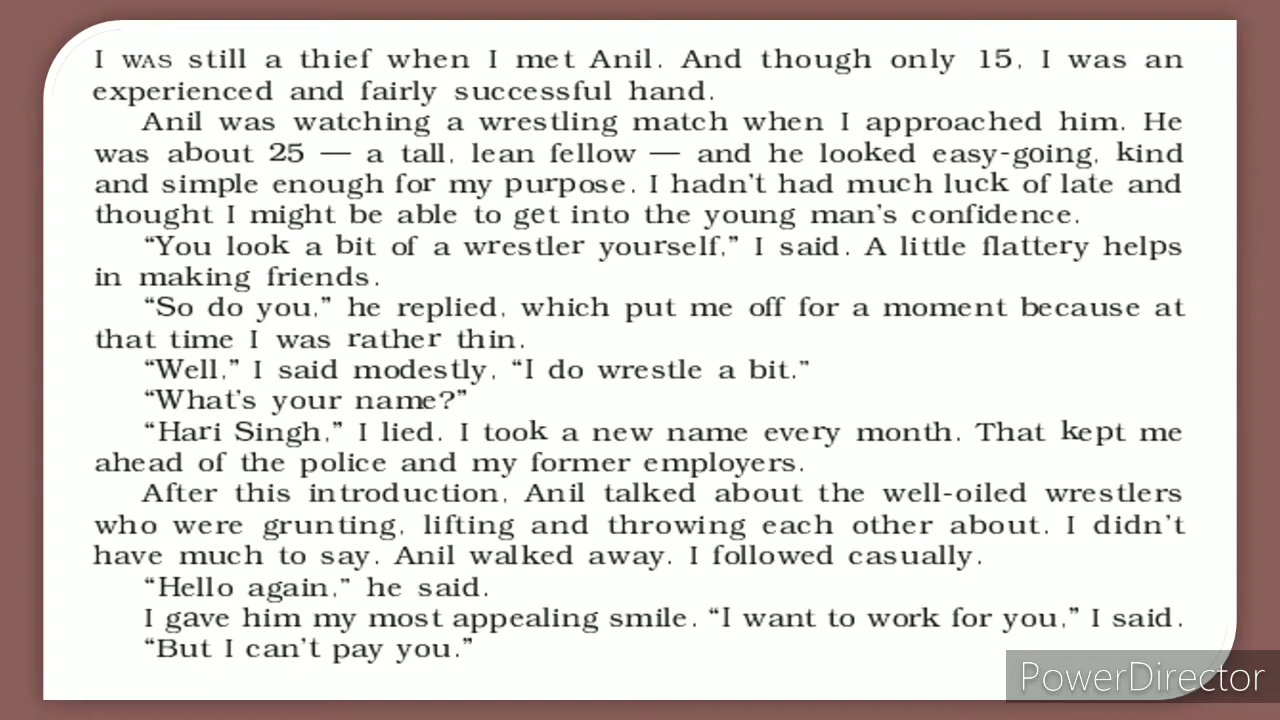 I WAS still a thief when I met Anil. And though only 15, I was an
experienced and fairly successful hand.
Anil was watching a wrestling match when I approached him. He
was about 25 — a tall, lean fellow — and he looked easy-going, kind
and simple enough for my purpose. I hadn't had much luck of late and
thought I might be able to get into the young man's confidence.
“You look a bit of a wrestler yourself,” I said. A little flattery helps
in making friends.
“So do you,” he replied, which put me off for a moment because at
that time I was rather thin.
“Well,” I said modestly, “I do wrestle a bit.”
“What's your name?”
“Hari Singh,” I lied. I took a new name every month. That kept me
ahead of the police and my former employers.
After this introduction, Anil talked about the well-oiled wrestlers
who were grunting, lifting and throwing each other about. I didn't
have much to say. Anil walked away. I followed casually.
“Hello again,” he said.
I gave him my most appealing smile. “I want to work for you,” I said.
“But I can't pay you.”
PowerDirector